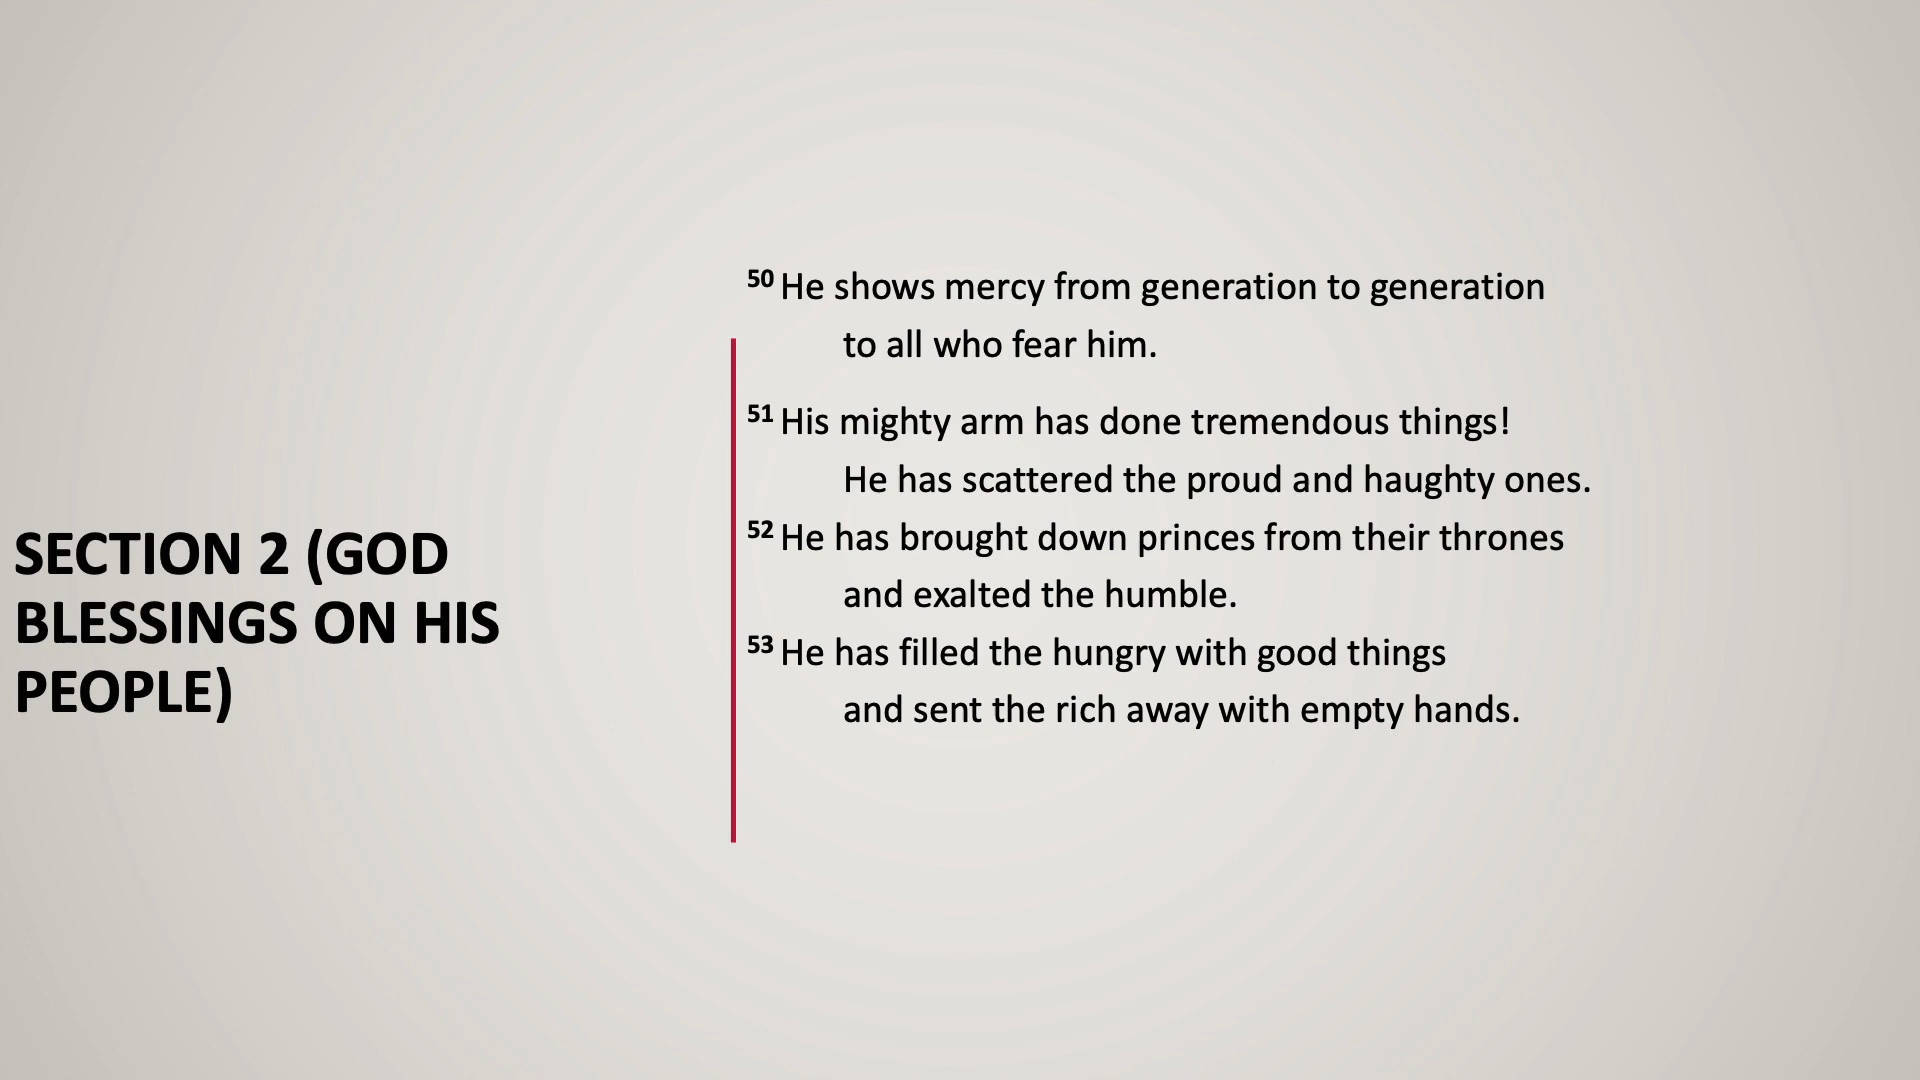 SECTION 2 (GOD
BLESSINGS ON HIS
PEOPLE)
50 He shows mercy from generation to generation
to all who fear him.
51 His mighty arm has done tremendous things!
He has scattered the proud and haughty ones.
52 He has brought down princes from their thrones
and exalted the humble.
53 He has filled the hungry with good things
and sent the rich away with empty hands.